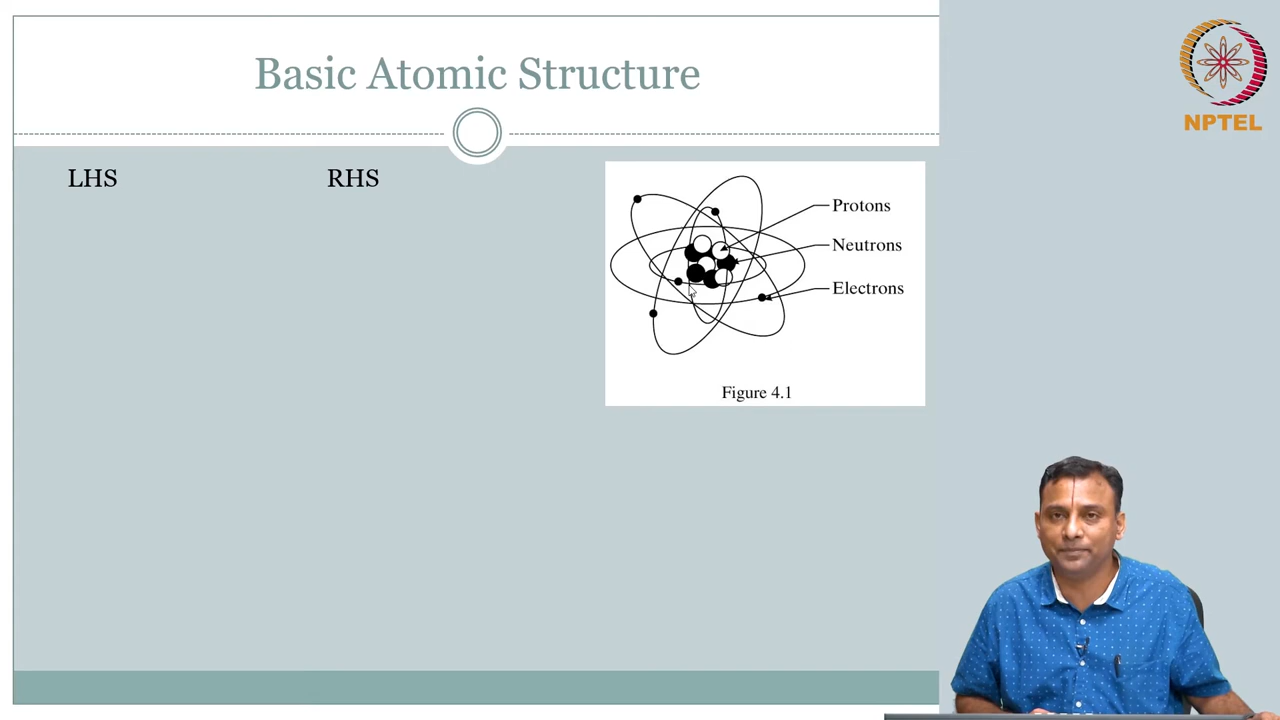 Basic Atomic Structure
NPTEL
LHS
RHS
Protons
Neutrons
Electrons
Figure 4.1